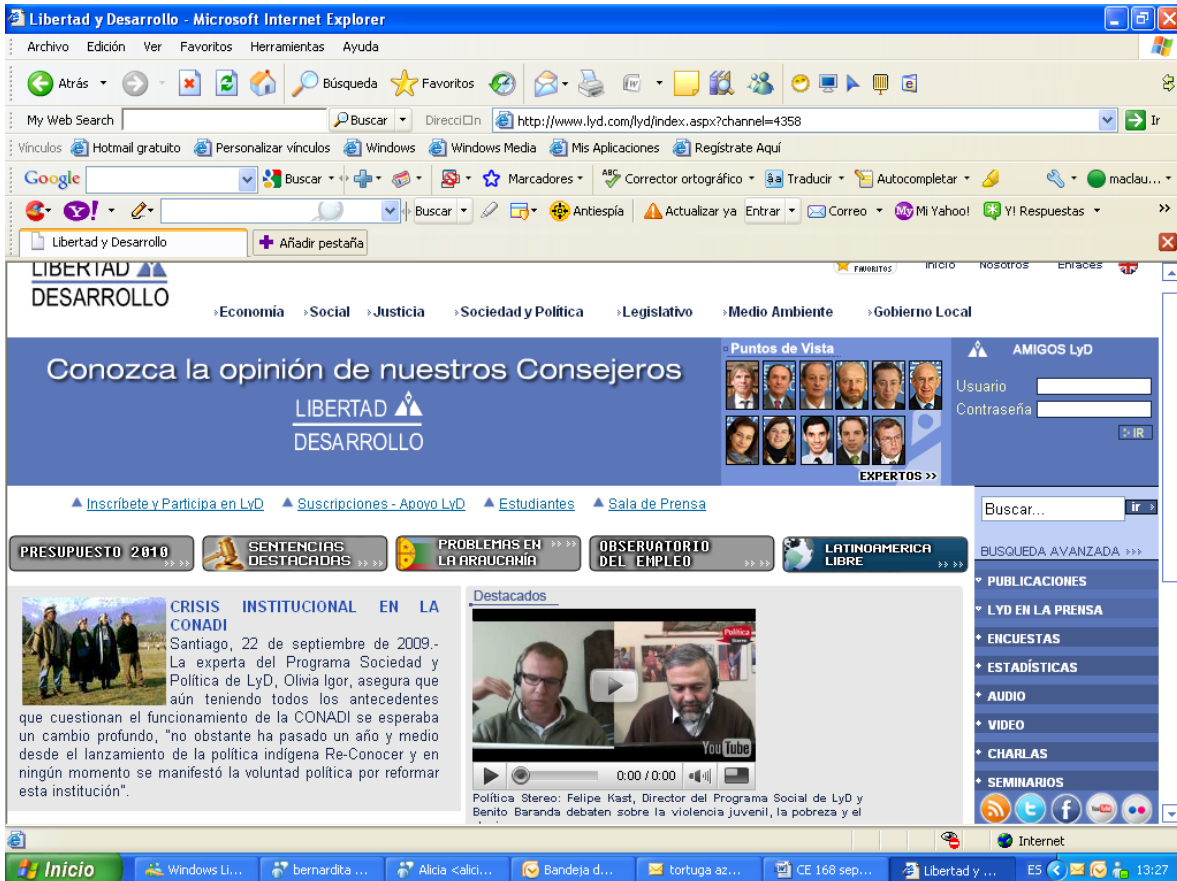 Libertad y Desarrollo - Microsoft Internet Explorer
Archivo Edición Ver Favoritos Herramientas Ayuda
Atrás Búsqueda Favoritos
My Web Search Buscar Direcci□n http://www.lyd.com/lyd/index.aspx?channel=4358 Ir
Vínculos Hotmail gratuito Personalizar vínculos Windows Windows Media Mis Aplicaciones Regístrate Aquí
Google Buscar Marcadores Corrector ortográfico Traducir Autocompletar maclau...
Y! Buscar Antiespía Actualizar ya Entrar Correo Mi Yahoo! Y! Respuestas >>
Libertad y Desarrollo Añadir pestaña
LIBERTAD
DESARROLLO
FAVORITOS Inicio Nosotros Enlaces
Economía Social Justicia Sociedad y Política Legislativo Medio Ambiente Gobierno Local
Conozca la opinión de nuestros Consejeros
LIBERTAD
DESARROLLO
Puntos de Vista
EXPERTOS >>
AMIGOS LyD
Usuario
Contraseña
IR
Inscríbete y Participa en LyD Suscripciones - Apoyo LyD Estudiantes Sala de Prensa
Buscar... ir
BUSQUEDA AVANZADA >>>
PRESUPUESTO 2010
SENTENCIAS
DESTACADAS
PROBLEMAS EN
LA ARAUCANÍA
OBSERVATORIO
DEL EMPLEO
LATINOAMERICA
LIBRE
CRISIS INSTITUCIONAL EN LA
CONADI
Santiago, 22 de septiembre de 2009.-
La experta del Programa Sociedad y
Política de LyD, Olivia Igor, asegura que
aún teniendo todos los antecedentes
que cuestionan el funcionamiento de la CONADI se esperaba
un cambio profundo, "no obstante ha pasado un año y medio
desde el lanzamiento de la política indígena Re-Conocer y en
ningún momento se manifestó la voluntad política por reformar
esta institución".
Destacados
Política
Stereo
You Tube
0:00 / 0:00
Política Stereo: Felipe Kast, Director del Programa Social de LyD y
Benito Baranda debaten sobre la violencia juvenil, la pobreza y el
PUBLICACIONES
LYD EN LA PRENSA
ENCUESTAS
ESTADÍSTICAS
AUDIO
VIDEO
CHARLAS
SEMINARIOS
Internet
Inicio Windows Li... bernardita ... Alicia <alici... Bandeja d... tortuga az... CE 168 sep... Libertad y ... ES 13:27